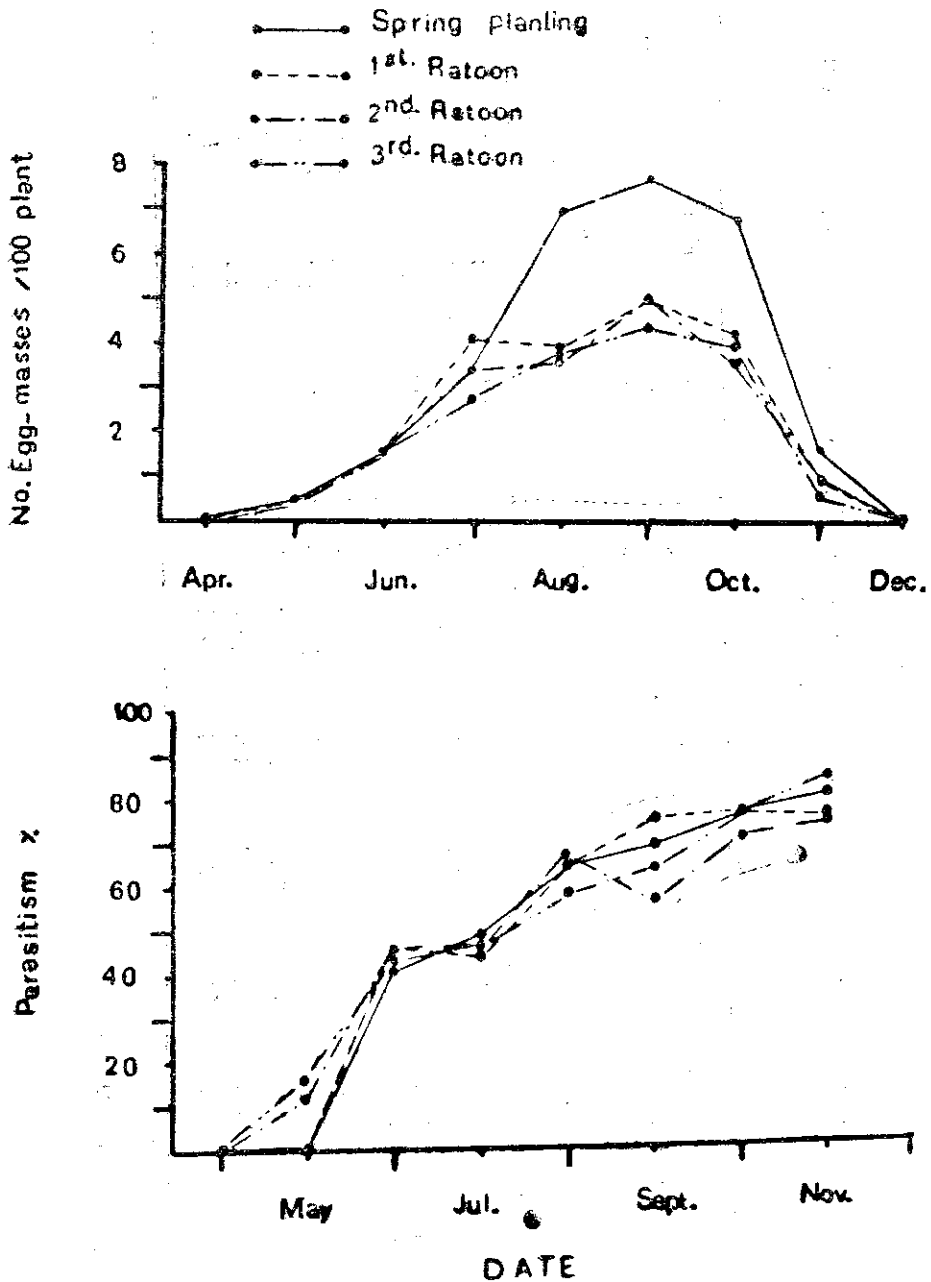 Spring planling
1st. Ratoon
2nd. Ratoon
3rd. Ratoon
No. Egg-masses /100 plant
8
6
4
2
Apr. Jun. Aug. Oct. Dec.
Parasitism %
100
80
60
40
20
May Jul. Sept. Nov.
DATE